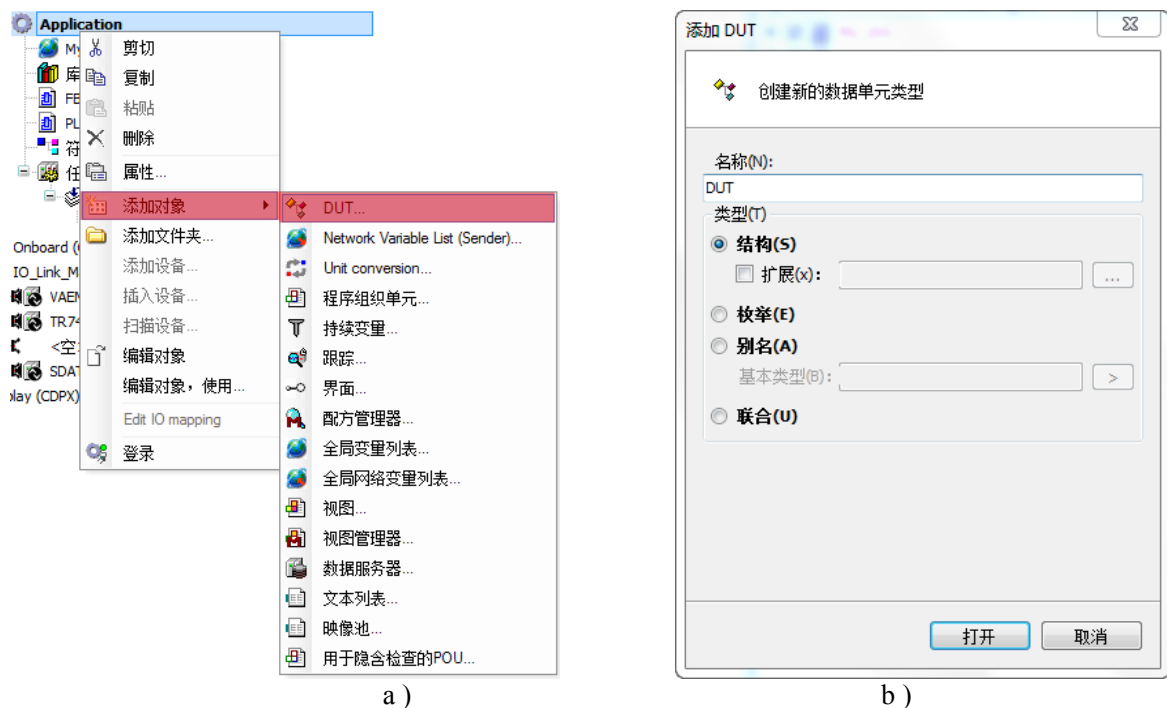 Application
My
剪切
库
复制
FB
粘贴
PL
删除
符
任
属性...
添加对象
添加文件夹...
添加设备...
插入设备...
扫描设备...
编辑对象
编辑对象，使用...
Edit IO mapping
登录
Onboard (
IO_Link_M
VAEM
TR74
<空
SDAT
play (CDPX)
DUT...
Network Variable List (Sender)...
Unit conversion...
程序组织单元...
持续变量...
跟踪...
界面...
配方管理器...
全局变量列表...
全局网络变量列表...
视图...
视图管理器...
数据服务器...
文本列表...
映像池...
用于隐含检查的POU...
a )
添加 DUT
创建新的数据单元类型
名称(N):
DUT
类型(T)
结构(S)
扩展(x):
...
枚举(E)
别名(A)
基本类型(B):
>
联合(U)
打开
取消
b )